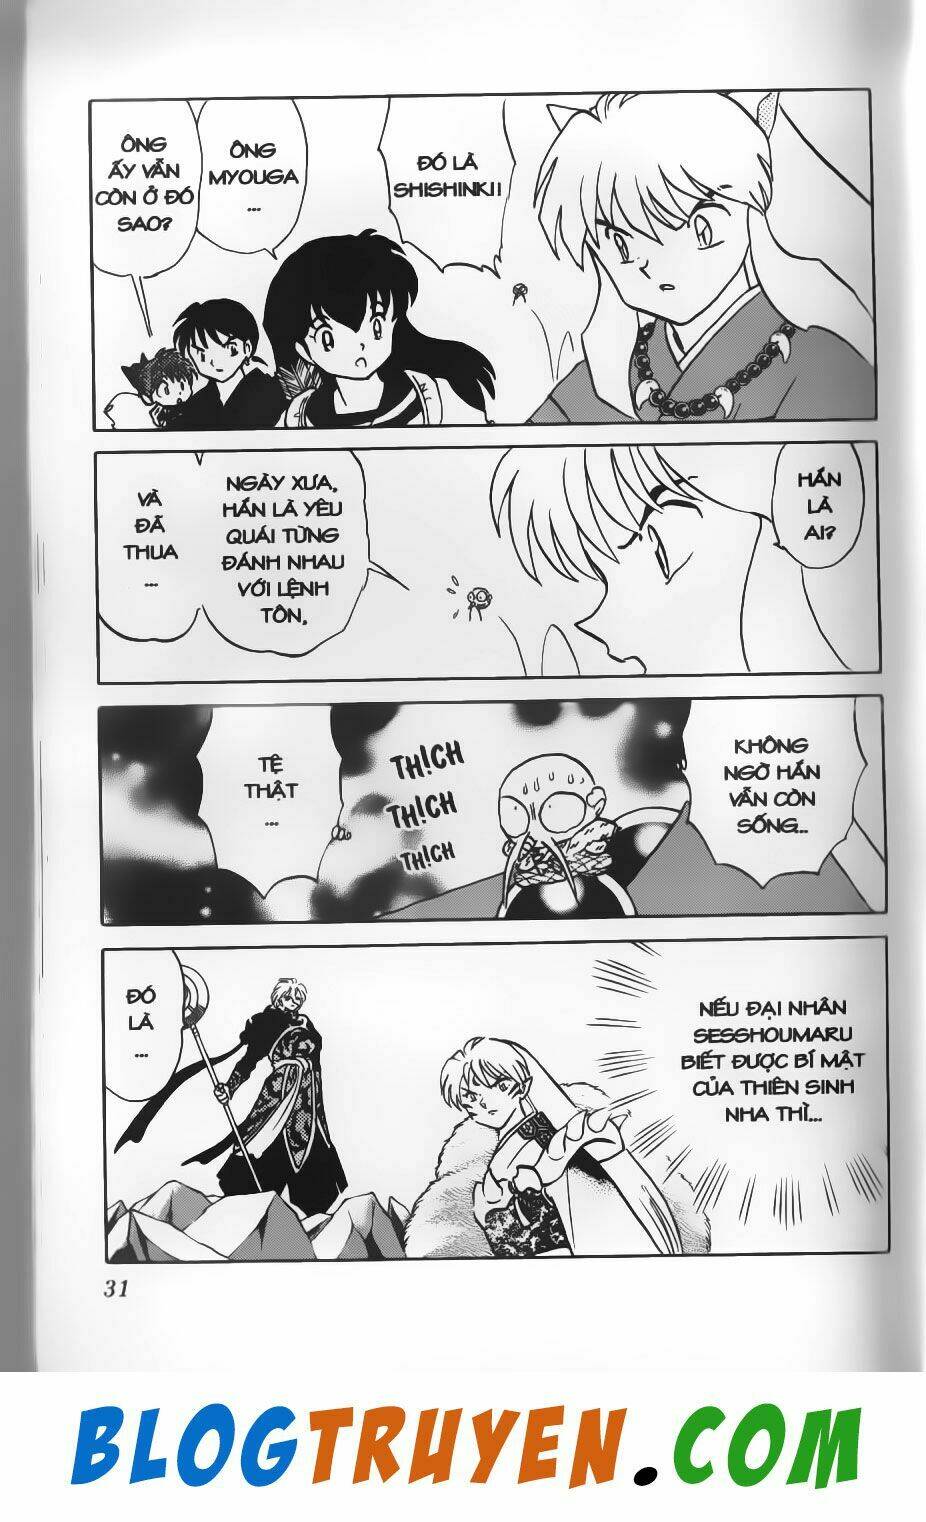 ĐÓ LÀ
SHISHINKI!
ÔNG
MYOUGA
...
ÔNG
ẤY VẪN
CÒN Ở ĐÓ
SAO?
HẮN
LÀ
AI?
NGÀY XƯA,
HẮN LÀ YÊU
QUÁI TỪNG
ĐÁNH NHAU
VỚI LỆNH
TÔN,
VÀ
ĐÃ
THUA
...
KHÔNG
NGỜ HẮN
VẪN CÒN
SỐNG...
THỊCH
THỊCH
THỊCH
TỆ
THẬT
...
NẾU ĐẠI NHÂN
SESSHOUMARU
BIẾT ĐƯỢC BÍ MẬT
CỦA THIÊN SINH
NHA THÌ...
ĐÓ
LÀ
...
31
BLOGTRUYEN.COM